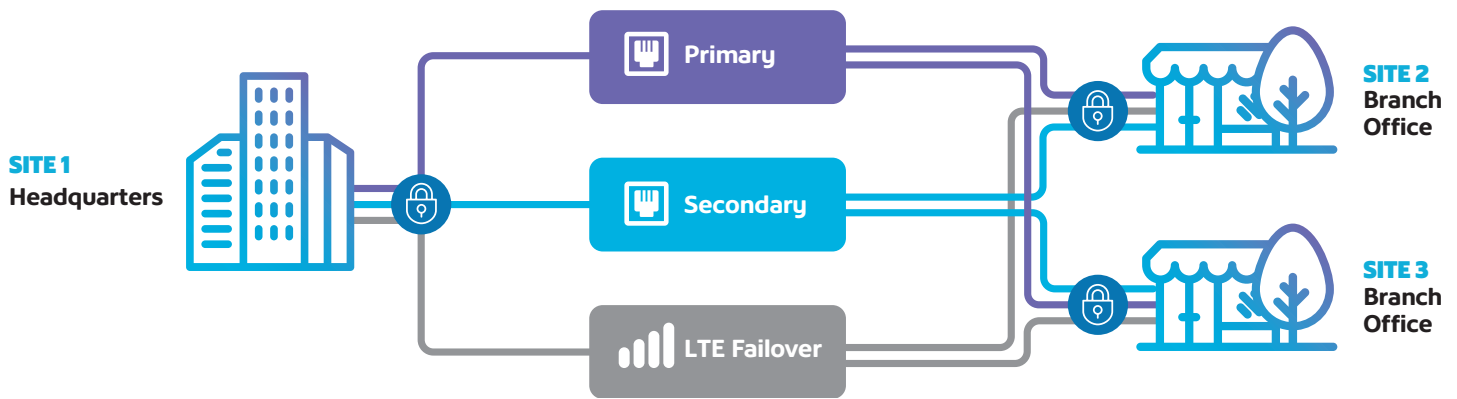 SITE 1
Headquarters
Primary
Secondary
LTE Failover
SITE 2
Branch
Office
SITE 3
Branch
Office